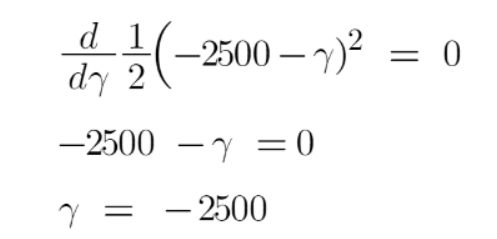 d/dγ 1/2(−2500 − γ)² = 0
−2500 − γ = 0
γ = −2500